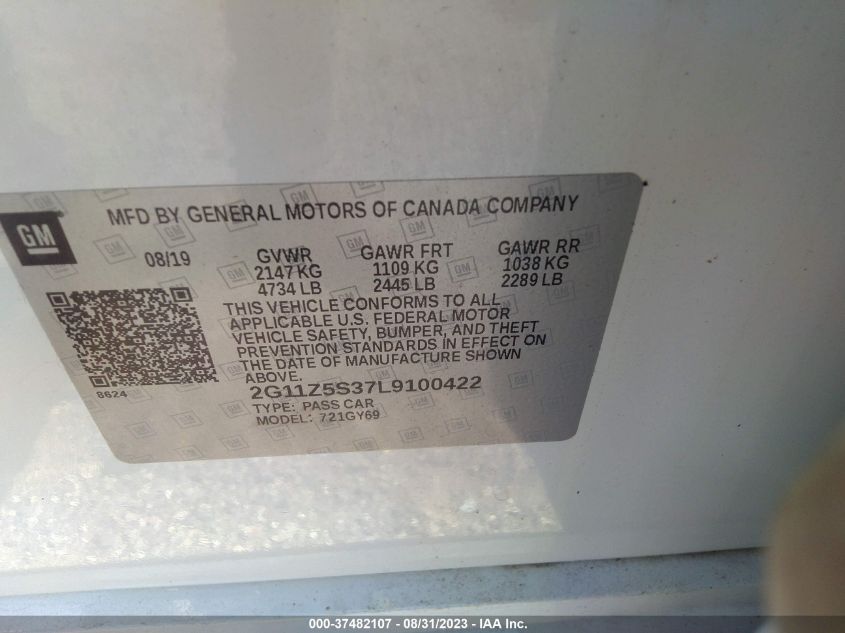 GM
MFD BY GENERAL MOTORS OF CANADA COMPANY
08/19 GVWR GAWR FRT GAWR RR
2147 KG 1109 KG 1038 KG
4734 LB 2445 LB 2289 LB
THIS VEHICLE CONFORMS TO ALL
APPLICABLE U.S. FEDERAL MOTOR
VEHICLE SAFETY, BUMPER, AND THEFT
PREVENTION STANDARDS IN EFFECT ON
THE DATE OF MANUFACTURE SHOWN
ABOVE.
8624
2G11Z5S37L9100422
TYPE: PASS CAR
MODEL: 721GY69
000-37482107 - 08/31/2023 - IAA Inc.